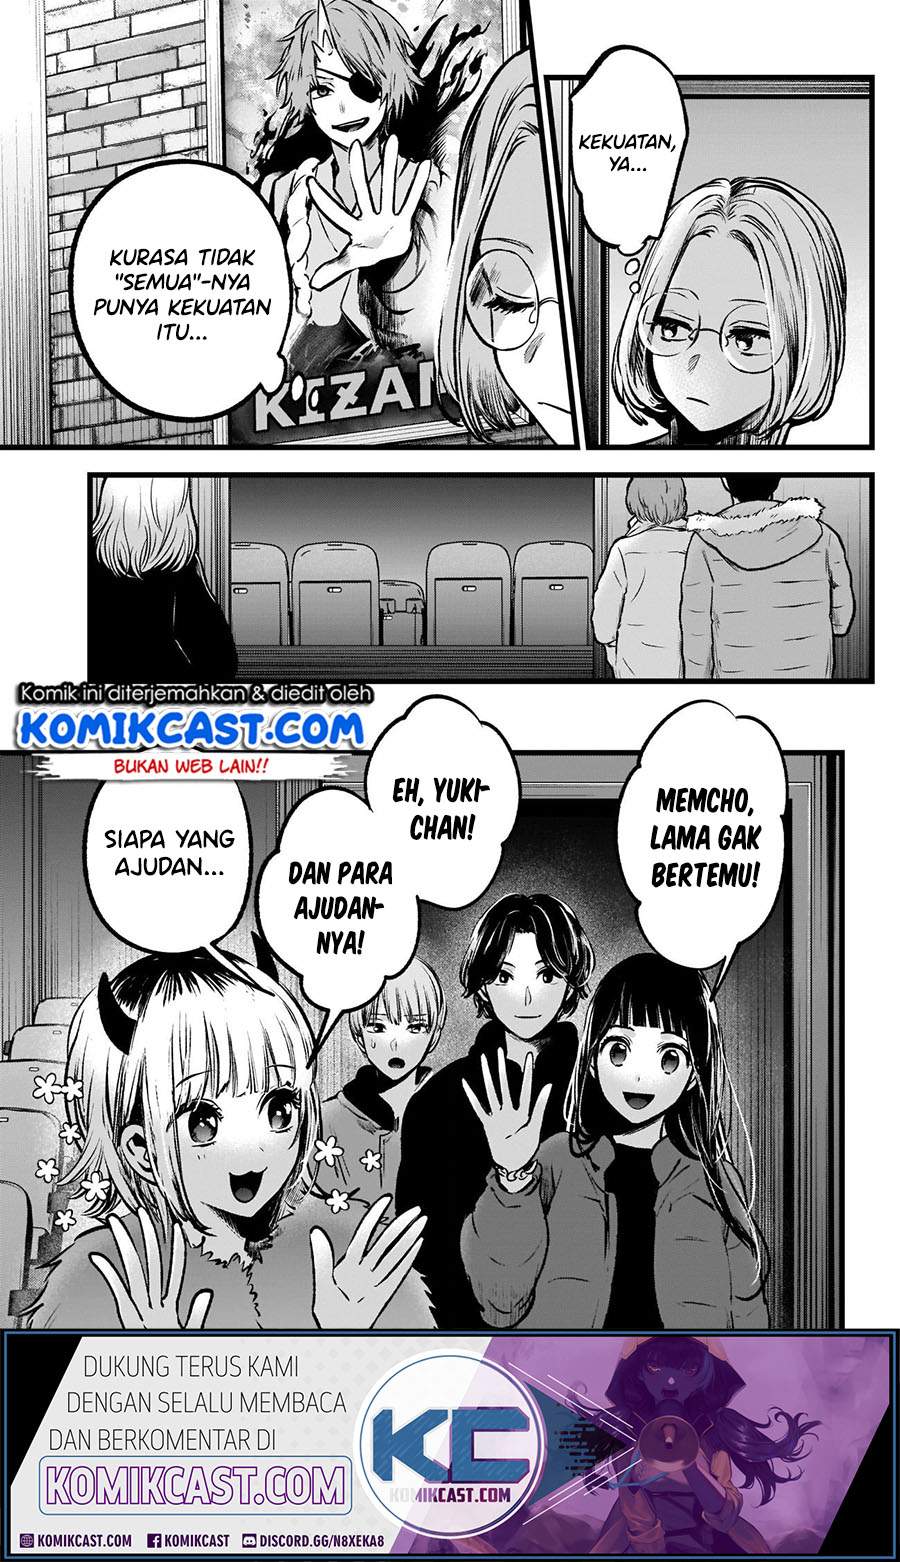 KEKUATAN,
YA...
KURASA TIDAK
"SEMUA"-NYA
PUNYA KEKUATAN
ITU...
KIZAN
Komik ini diterjemahkan & diedit oleh
KOMIKCAST.COM
BUKAN WEB LAIN!!
MEMCHO,
LAMA GAK
BERTEMU!
EH, YUKI-
CHAN!
DAN PARA
AJUDAN-
NYA!
SIAPA YANG
AJUDAN...
DUKUNG TERUS KAMI
DENGAN SELALU MEMBACA
DAN BERKOMENTAR DI
KOMIKCAST.COM
KC
KOMIKCAST.COM
KOMIKCAST.COM KOMIKCAST DISCORD.GG/N8XEKA8